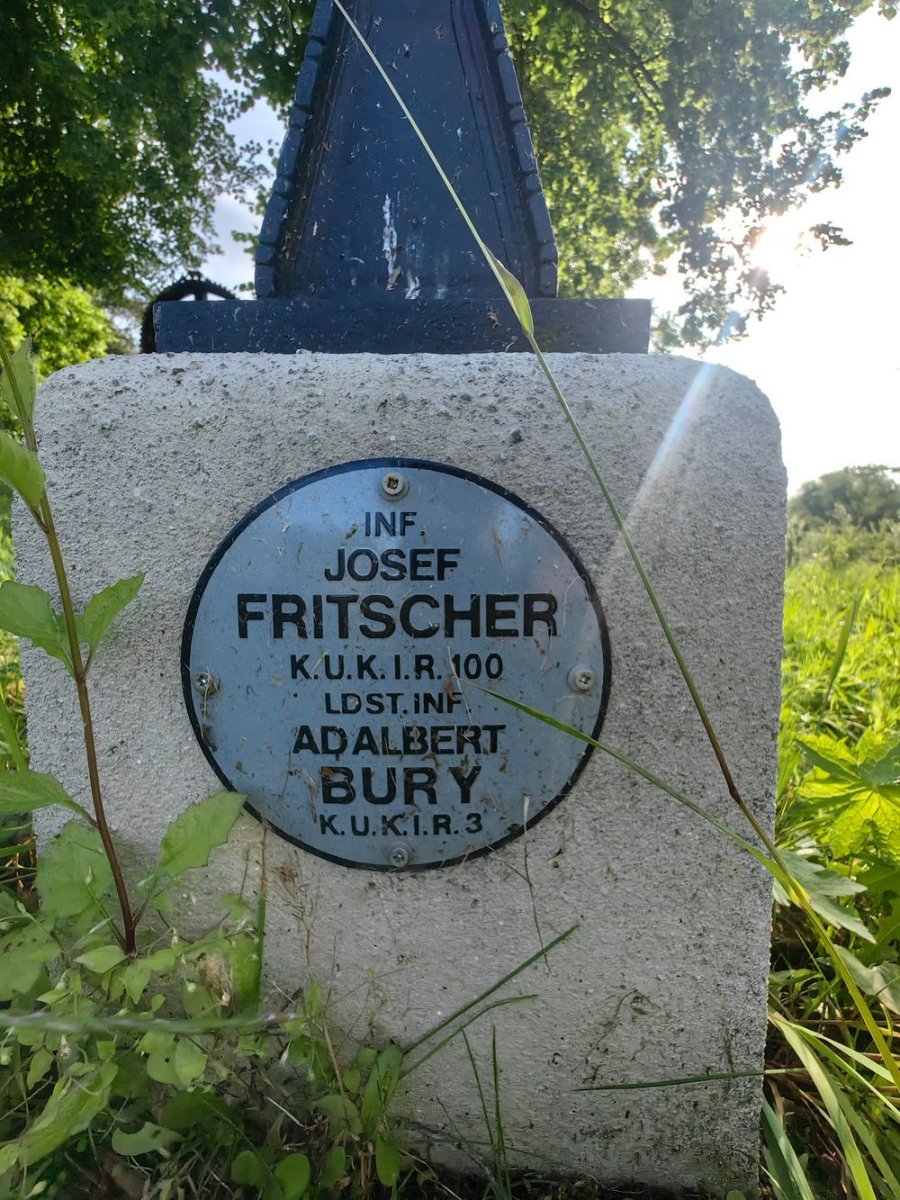 INF.
JOSEF
FRITSCHER
K.U.K.I.R.100
LDST.INF
ADALBERT
BURY
K.U.K.I.R.3